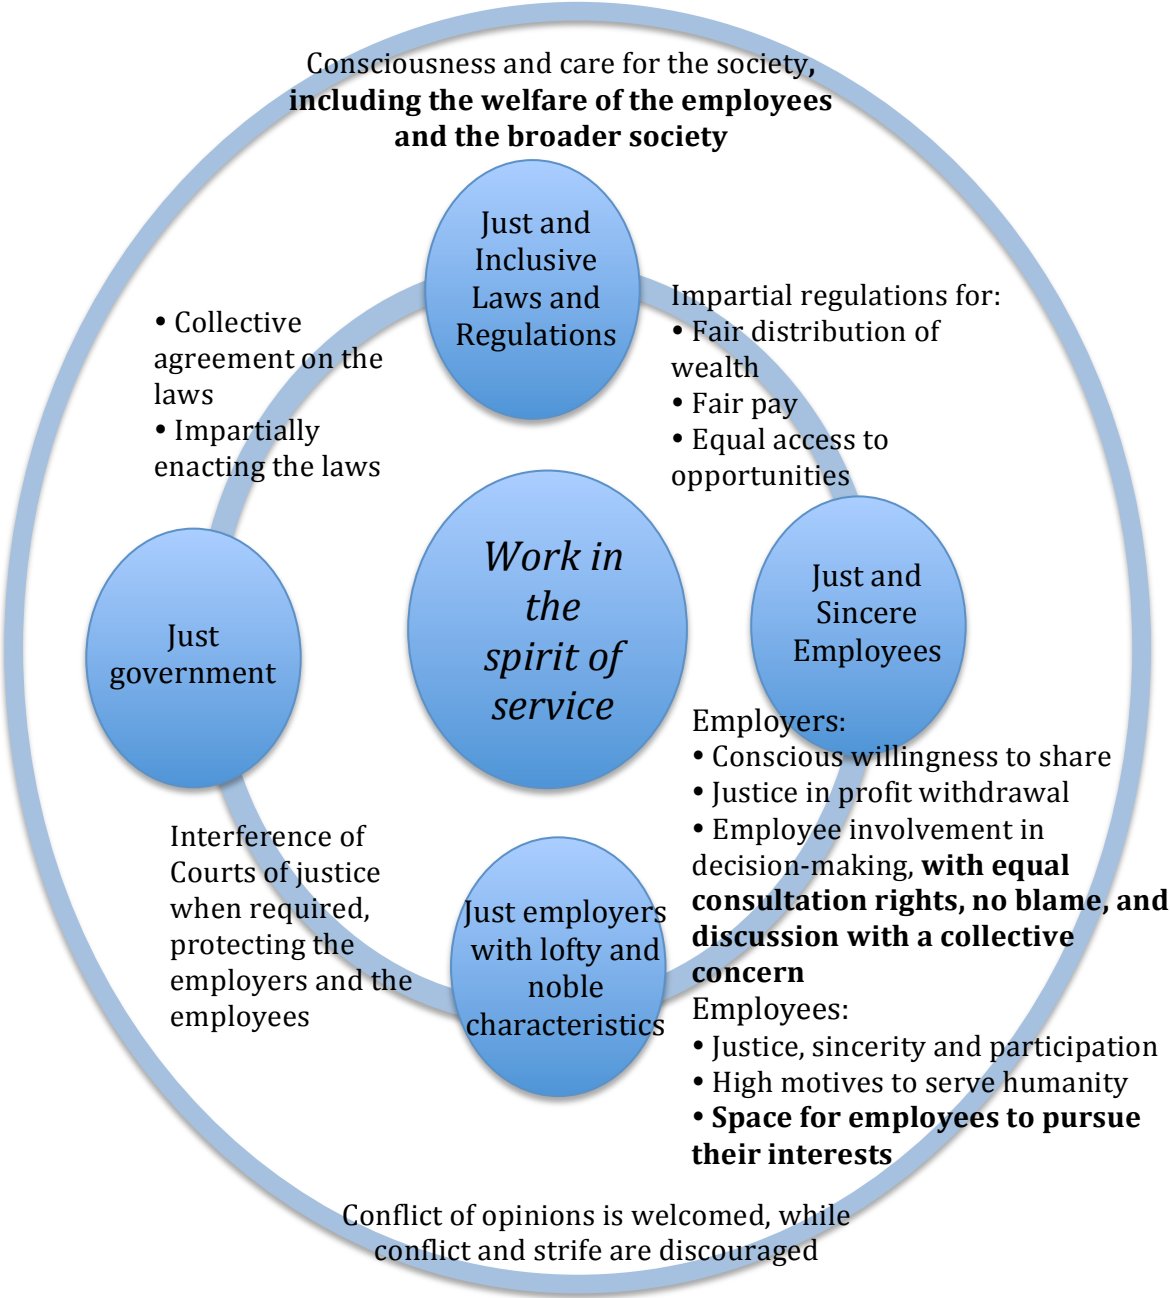 Consciousness and care for the society,
including the welfare of the employees
and the broader society
Just and
Inclusive
Laws and
Regulations
• Collective
agreement on the
laws
• Impartially
enacting the laws
Impartial regulations for:
• Fair distribution of
wealth
• Fair pay
• Equal access to
opportunities
Just
government
Work in
the
spirit of
service
Just and
Sincere
Employees
Employers:
• Conscious willingness to share
• Justice in profit withdrawal
• Employee involvement in
decision-making, with equal
consultation rights, no blame, and
discussion with a collective
concern
Employees:
• Justice, sincerity and participation
• High motives to serve humanity
• Space for employees to pursue
their interests
Interference of
Courts of justice
when required,
protecting the
employers and the
employees
Just employers
with lofty and
noble
characteristics
Conflict of opinions is welcomed, while
conflict and strife are discouraged